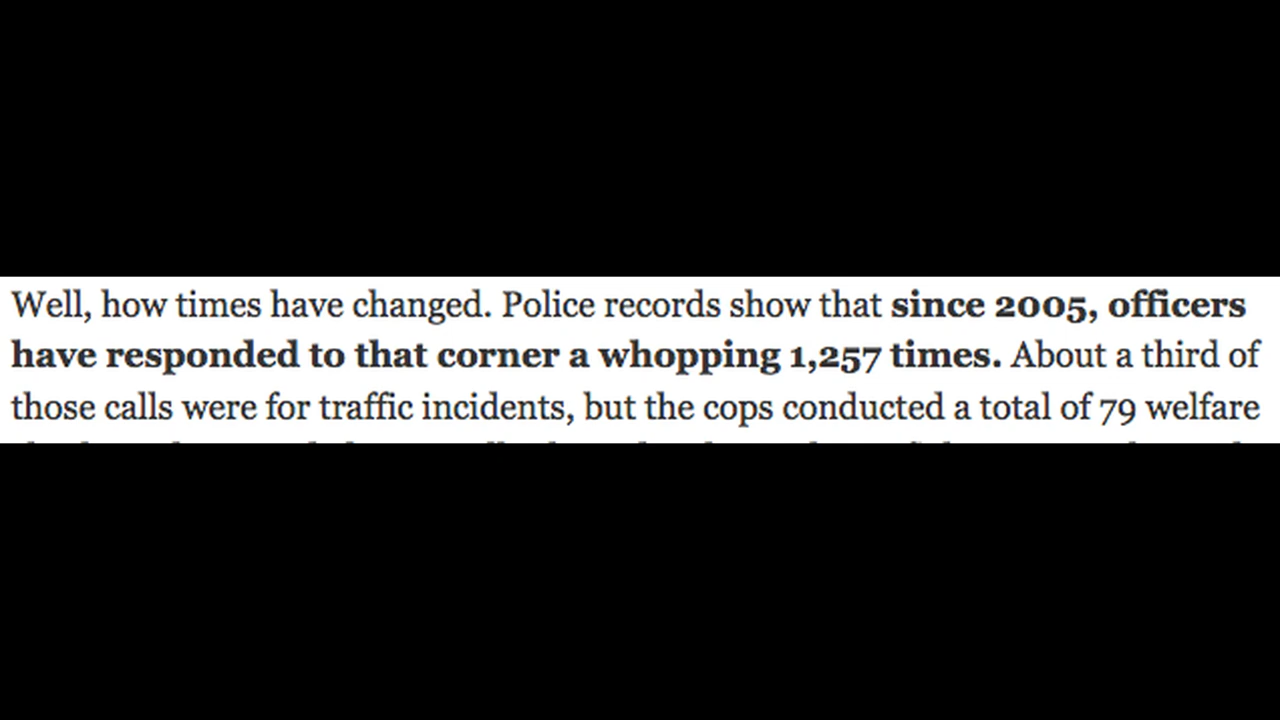 Well, how times have changed. Police records show that since 2005, officers
have responded to that corner a whopping 1,257 times. About a third of
those calls were for traffic incidents, but the cops conducted a total of 79 welfare